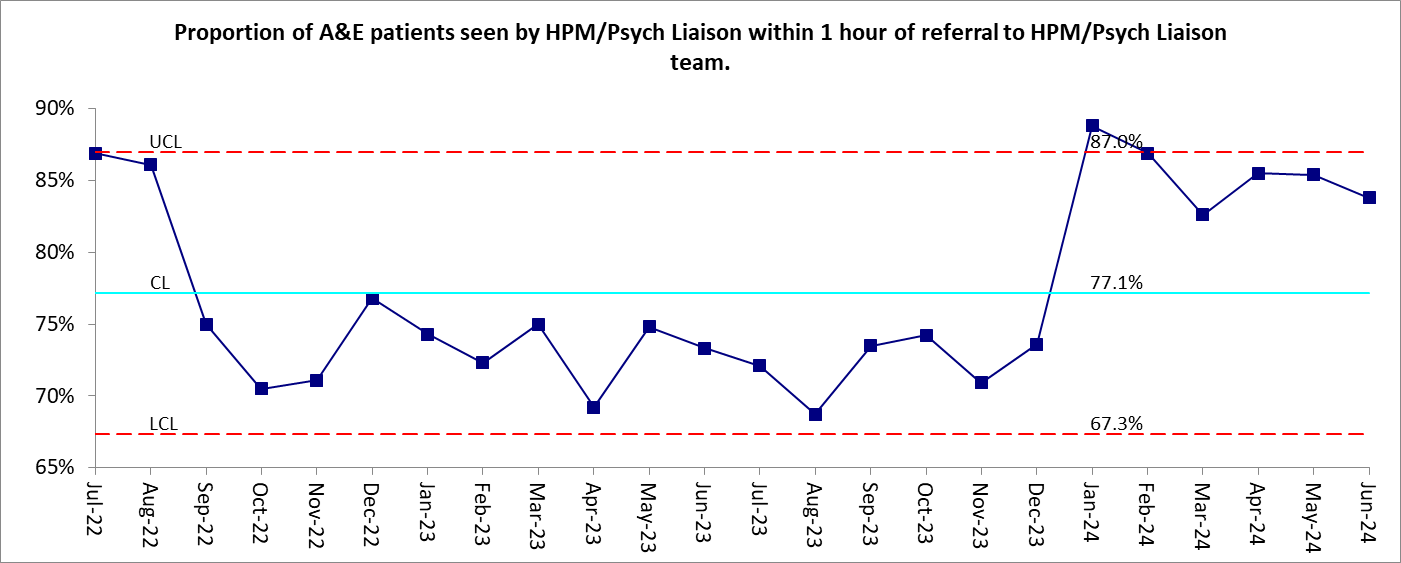 Proportion of A&E patients seen by HPM/Psych Liaison within 1 hour of referral to HPM/Psych Liaison
team.
90%
UCL
87.0%
85%
80%
CL
77.1%
75%
70%
LCL
67.3%
65%
Jul-22
Aug-22
Sep-22
Oct-22
Nov-22
Dec-22
Jan-23
Feb-23
Mar-23
Apr-23
May-23
Jun-23
Jul-23
Aug-23
Sep-23
Oct-23
Nov-23
Dec-23
Jan-24
Feb-24
Mar-24
Apr-24
May-24
Jun-24